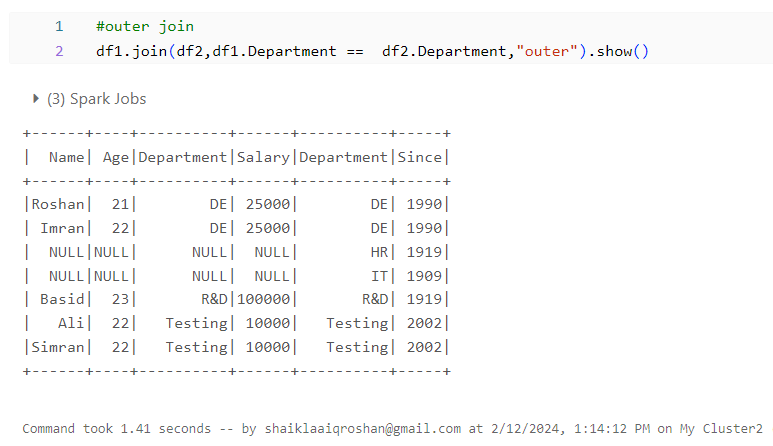 1 #outer join
2 df1.join(df2,df1.Department ==  df2.Department,"outer").show()
(3) Spark Jobs
+------+----+----------+------+----------+-----+
|  Name| Age|Department|Salary|Department|Since|
+------+----+----------+------+----------+-----+
|Roshan|  21|        DE| 25000|        DE| 1990|
| Imran|  22|        DE| 25000|        DE| 1990|
|  NULL|NULL|      NULL|  NULL|        HR| 1919|
|  NULL|NULL|      NULL|  NULL|        IT| 1909|
| Basid|  23|       R&D|100000|       R&D| 1919|
|   Ali|  22|   Testing| 10000|   Testing| 2002|
|Simran|  22|   Testing| 10000|   Testing| 2002|
+------+----+----------+------+----------+-----+
Command took 1.41 seconds -- by shaiklaaiqroshan@gmail.com at 2/12/2024, 1:14:12 PM on My Cluster2